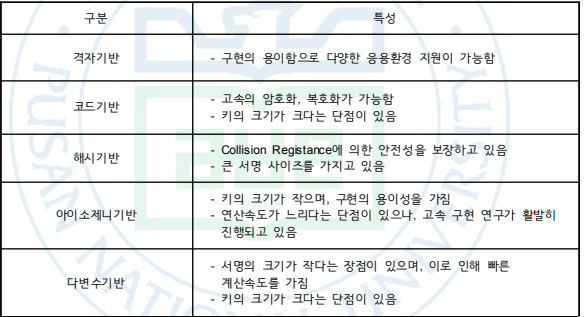 구분 특성
격자기반 - 구현의 용이함으로 다양한 응용환경 지원이 가능함
코드기반 - 고속의 암호화, 복호화가 가능함
- 키의 크기가 크다는 단점이 있음
해시기반 - Collision Registance에 의한 안전성을 보장하고 있음
- 큰 서명 사이즈를 가지고 있음
아이소제니기반 - 키의 크기가 작으며, 구현의 용이성을 가짐
- 연산속도가 느리다는 단점이 있으나, 고속 구현 연구가 활발히
진행되고 있음
다변수기반 - 서명의 크기가 작다는 장점이 있으며, 이로 인해 빠른
계산속도를 가짐
- 키의 크기가 크다는 단점이 있음
PUSAN NATIONAL UNIVERSITY